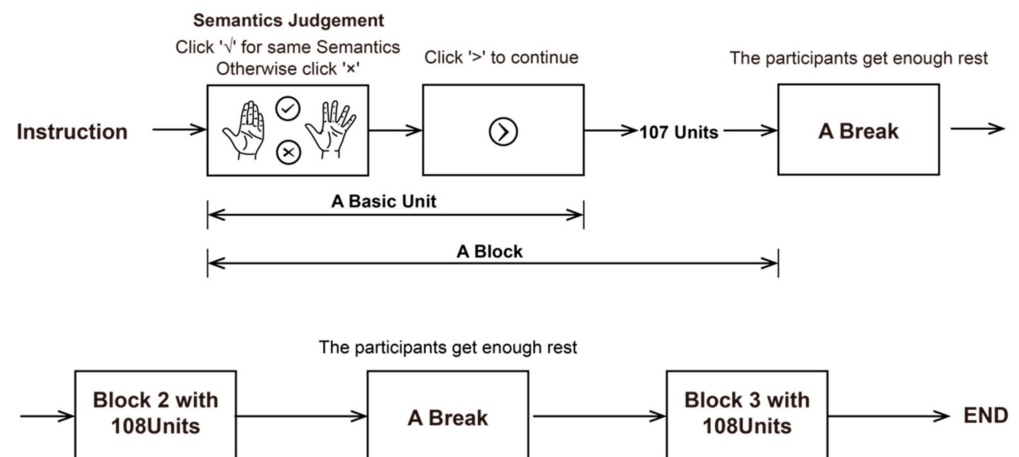 Semantics Judgement
Click '√' for same Semantics
Otherwise click '×'
Click '>' to continue
The participants get enough rest
Instruction
107 Units
A Break
A Basic Unit
A Block
The participants get enough rest
Block 2 with
108Units
A Break
Block 3 with
108Units
END